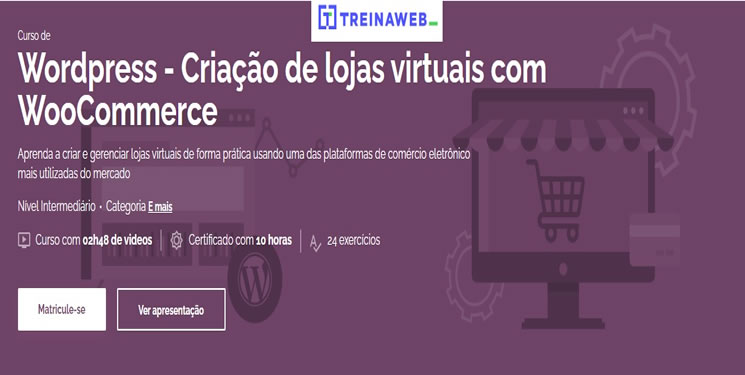 TREINAWEB
Curso de
Wordpress - Criação de lojas virtuais com
WooCommerce
Aprenda a criar e gerenciar lojas virtuais de forma prática usando uma das plataformas de comércio eletrônico
mais utilizadas do mercado
Nível Intermediário • Categoria E mais
Curso com 02h48 de videos | Certificado com 10 horas | 24 exercícios
Matricule-se Ver apresentação